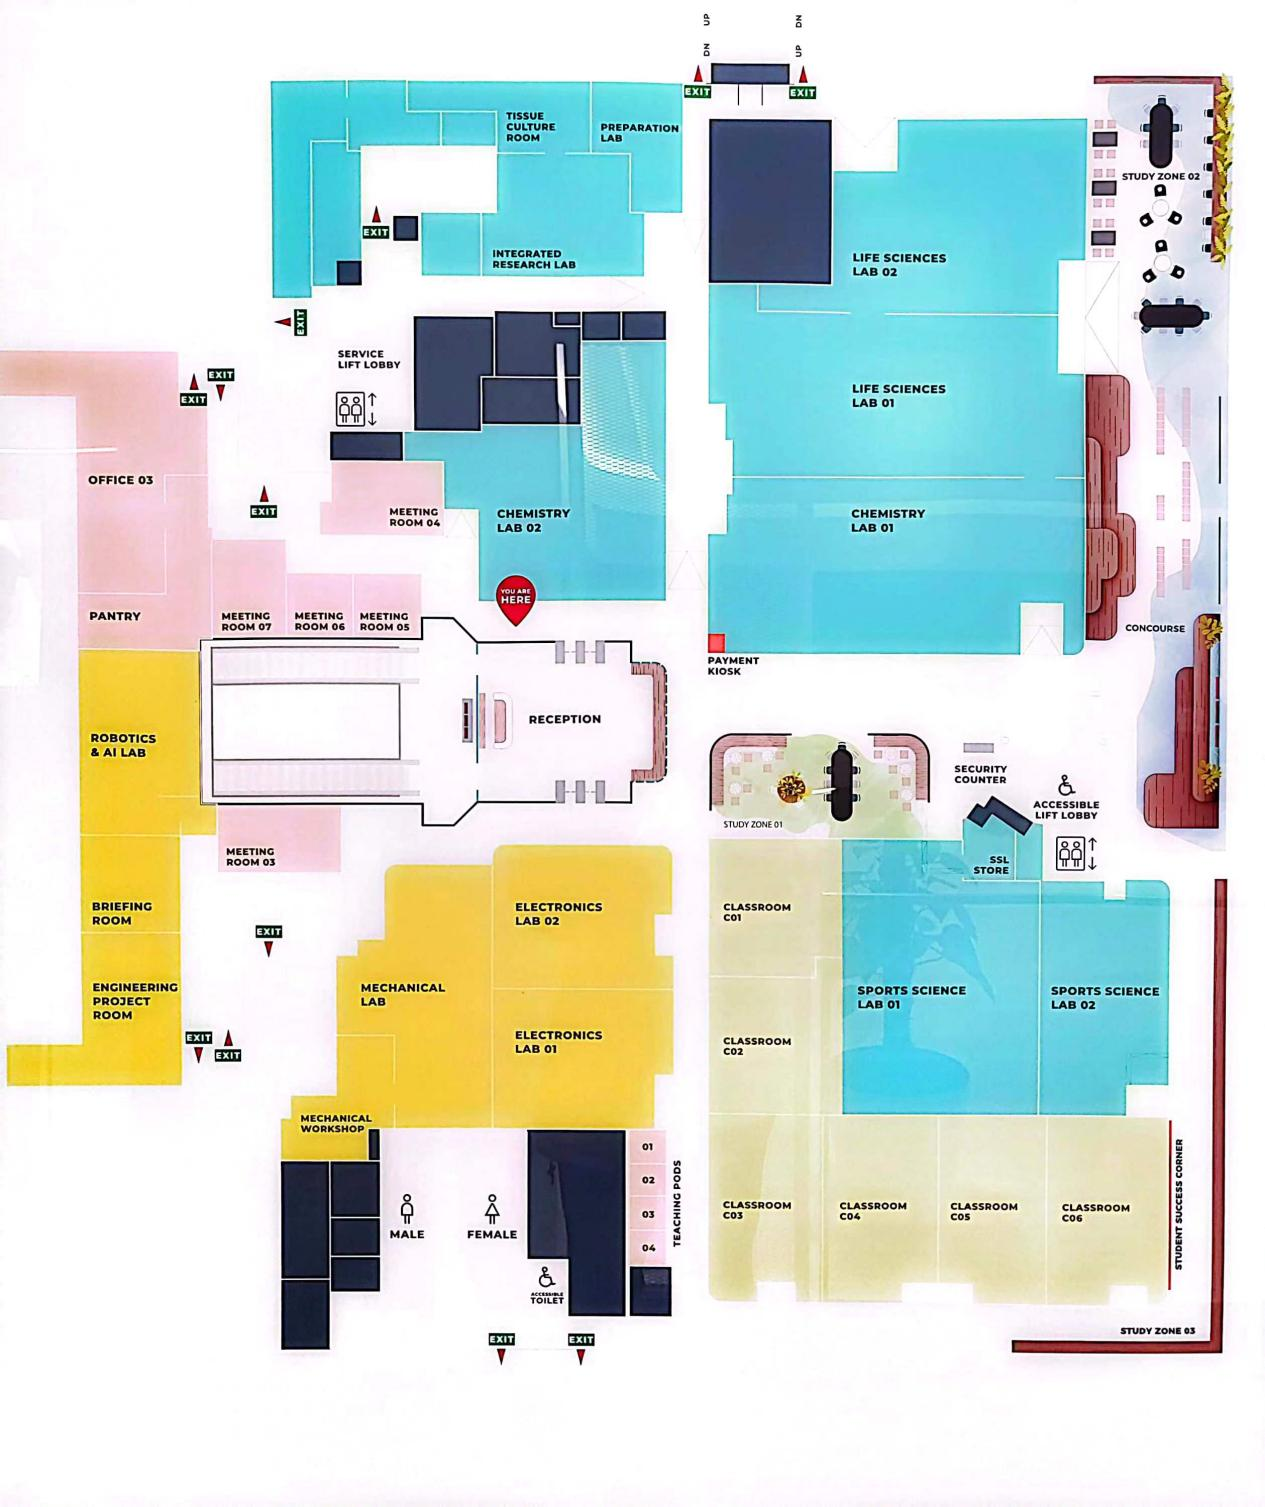 DN UP
UP DN
EXIT
EXIT
TISSUE
CULTURE
ROOM
PREPARATION
LAB
INTEGRATED
RESEARCH LAB
EXIT
EXIT
STUDY ZONE 02
LIFE SCIENCES
LAB 02
LIFE SCIENCES
LAB 01
CHEMISTRY
LAB 01
SERVICE
LIFT LOBBY
EXIT
EXIT
OFFICE 03
EXIT
MEETING
ROOM 04
CHEMISTRY
LAB 02
YOU ARE
HERE
PANTRY
MEETING
ROOM 07
MEETING
ROOM 06
MEETING
ROOM 05
PAYMENT
KIOSK
CONCOURSE
RECEPTION
ROBOTICS
& AI LAB
SECURITY
COUNTER
ACCESSIBLE
LIFT LOBBY
STUDY ZONE 01
MEETING
ROOM 03
SSL
STORE
BRIEFING
ROOM
ELECTRONICS
LAB 02
CLASSROOM
C01
EXIT
ENGINEERING
PROJECT
ROOM
MECHANICAL
LAB
SPORTS SCIENCE
LAB 01
SPORTS SCIENCE
LAB 02
EXIT
EXIT
ELECTRONICS
LAB 01
CLASSROOM
C02
MECHANICAL
WORKSHOP
01
02
03
04
TEACHING PODS
MALE
FEMALE
ACCESSIBLE
TOILET
CLASSROOM
C03
CLASSROOM
C04
CLASSROOM
C05
CLASSROOM
C06
STUDENT SUCCESS CORNER
STUDY ZONE 03
EXIT
EXIT